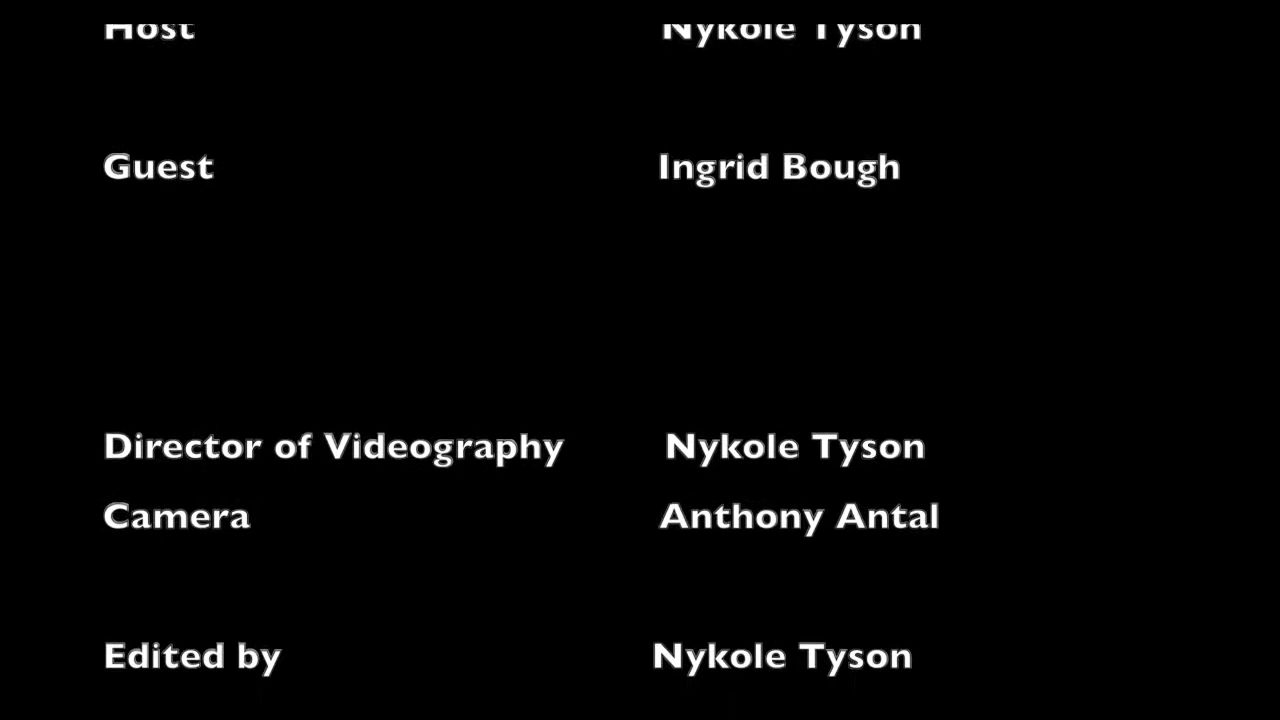 Host Nykole Tyson
Guest Ingrid Bough
Director of Videography Nykole Tyson
Camera Anthony Antal
Edited by Nykole Tyson